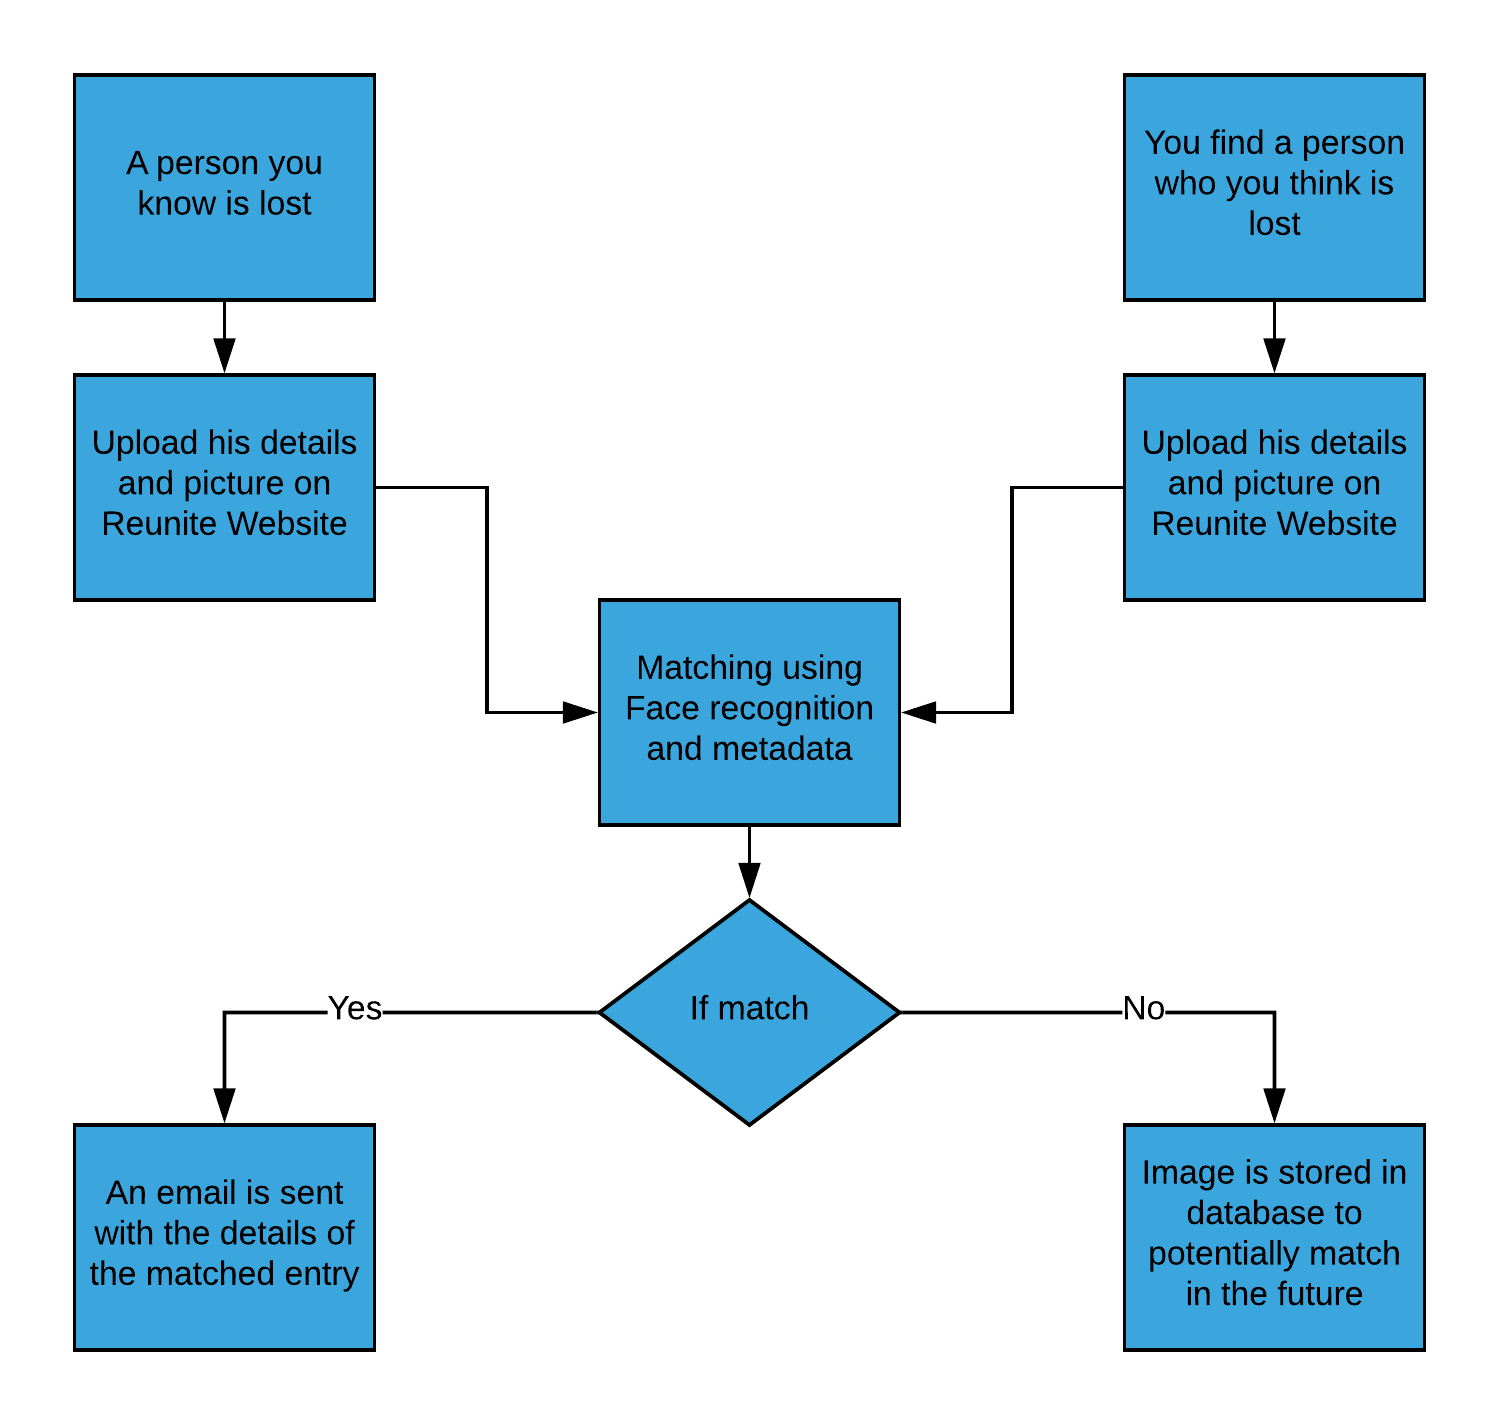 A person you
know is lost
You find a person
who you think is
lost
Upload his details
and picture on
Reunite Website
Upload his details
and picture on
Reunite Website
Matching using
Face recognition
and metadata
If match
Yes
No
An email is sent
with the details of
the matched entry
Image is stored in
database to
potentially match
in the future